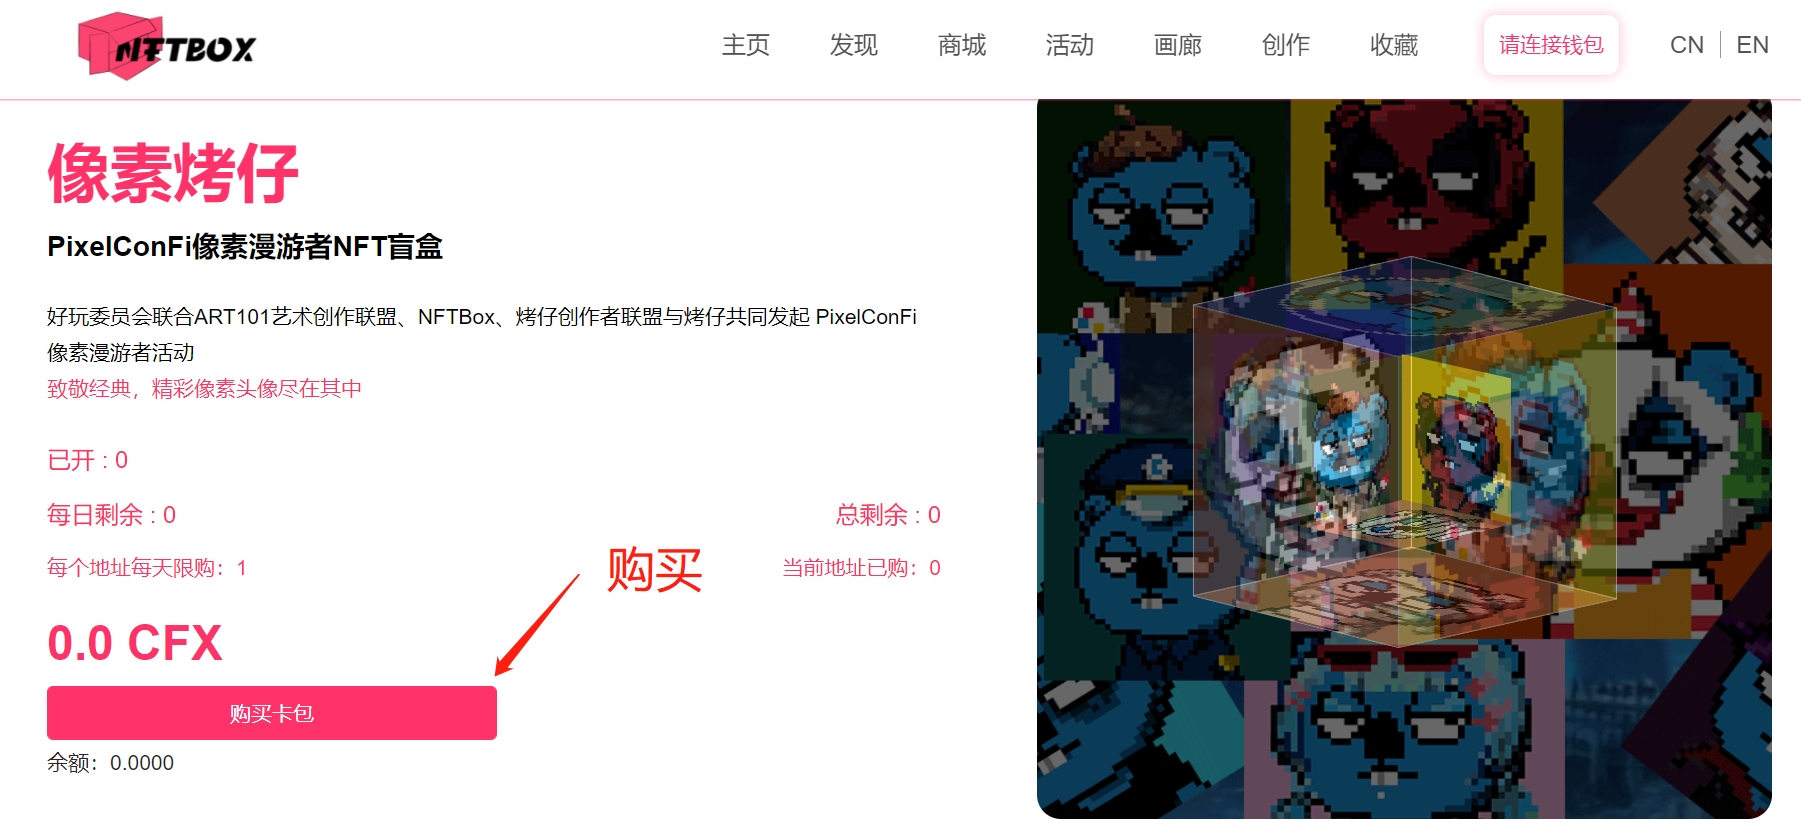 NFTBOX
主页 发现 商城 活动 画廊 创作 收藏 请连接钱包 CN EN
像素烤仔
PixelConFi像素漫游者NFT盲盒
好玩委员会联合ART101艺术创作联盟、NFTBox、烤仔创作者联盟与烤仔共同发起 PixelConFi
像素漫游者活动
致敬经典，精彩像素头像尽在其中
已开 : 0
每日剩余 : 0 总剩余 : 0
每个地址每天限购：1 当前地址已购：0
购买
0.0 CFX
购买卡包
余额：0.0000